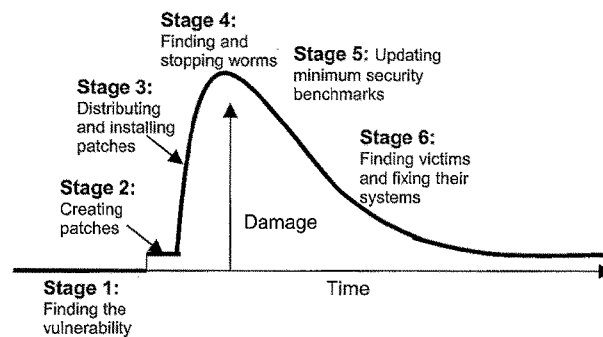 Stage 4:
Finding and
stopping worms
Stage 5: Updating
minimum security
benchmarks
Stage 3:
Distributing
and installing
patches
Stage 6:
Finding victims
and fixing their
systems
Stage 2:
Creating
patches
Damage
Stage 1:
Finding the
vulnerability
Time